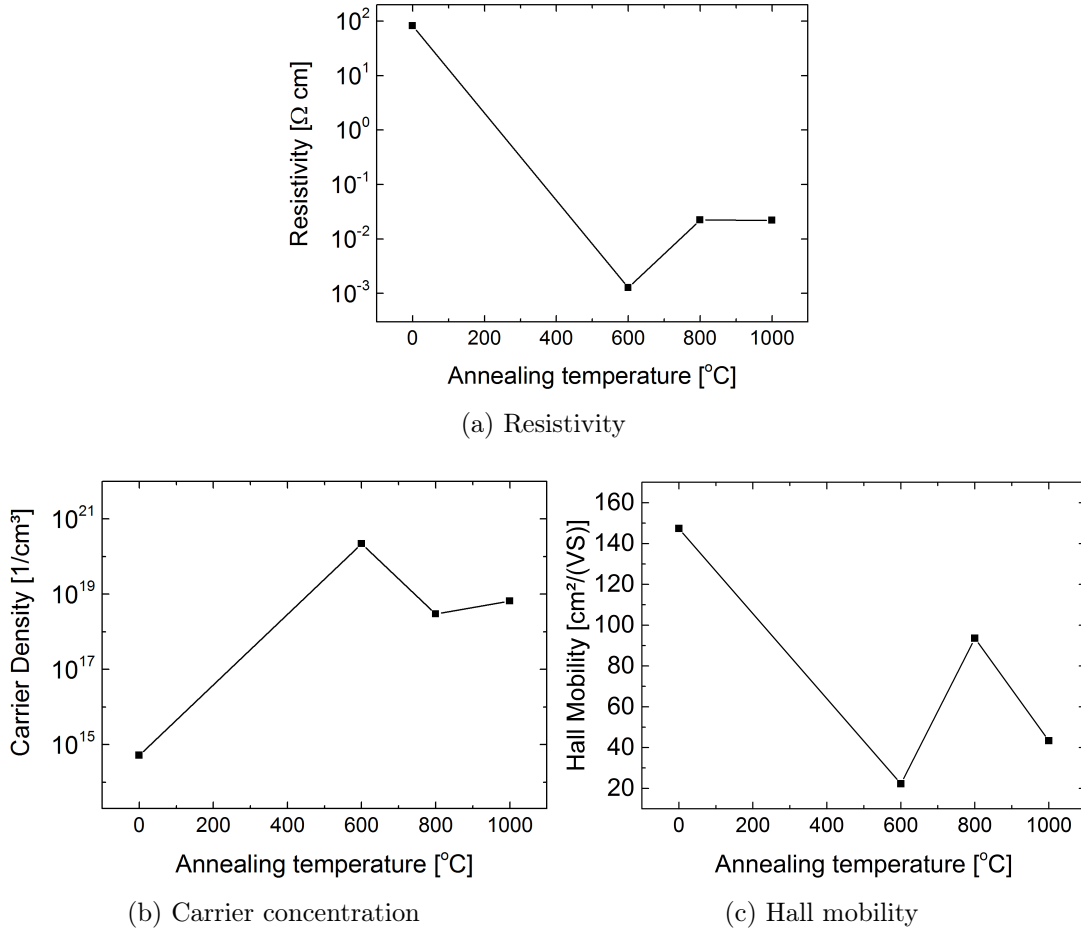 10²
10¹
10⁰
10⁻¹
10⁻²
10⁻³
Resistivity [Ω cm]
0 200 400 600 800 1000
Annealing temperature [°C]
(a) Resistivity
10²¹
10¹⁹
10¹⁷
10¹⁵
Carrier Density [1/cm³]
0 200 400 600 800 1000
Annealing temperature [°C]
(b) Carrier concentration
160
140
120
100
80
60
40
20
Hall Mobility [cm²/(VS)]
0 200 400 600 800 1000
Annealing temperature [°C]
(c) Hall mobility